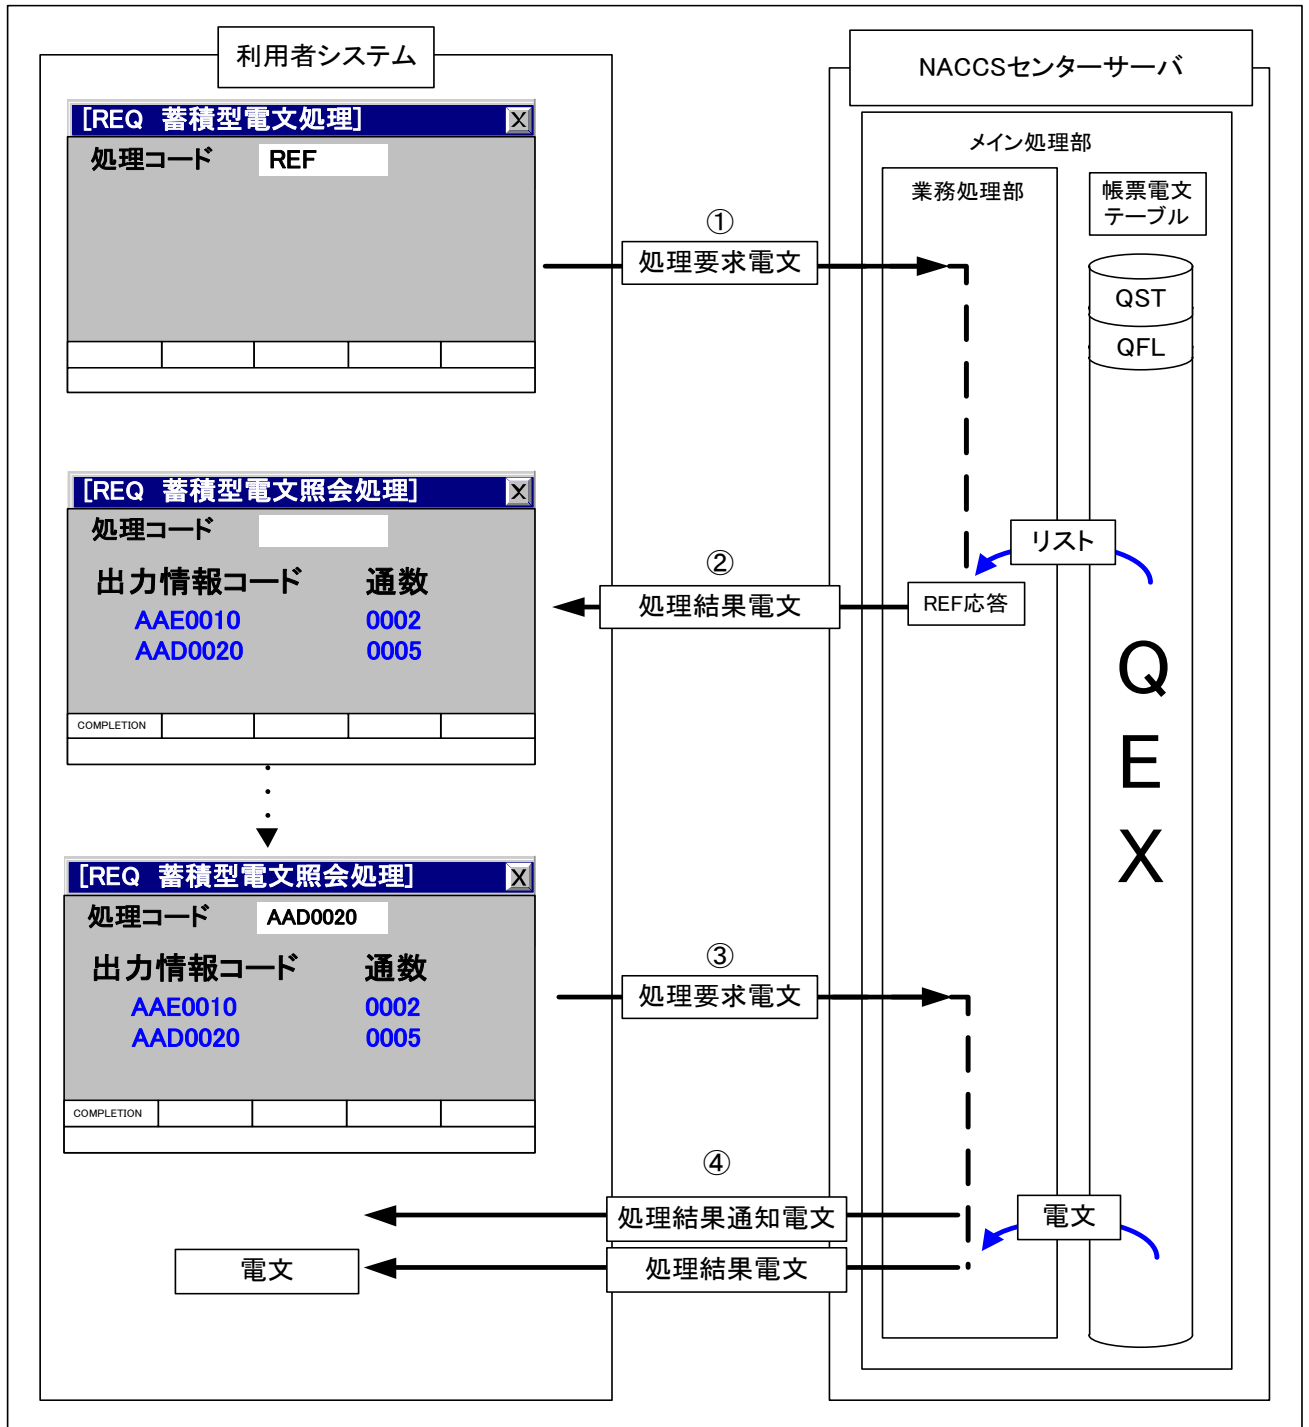 利用者システム
NACCSセンターサーバ
メイン処理部
業務処理部
帳票電文
テーブル
[REQ 蓄積型電文処理]
X
処理コード REF
①
処理要求電文
QST
QFL
[REQ 蓄積型電文照会処理]
X
処理コード
出力情報コード 通数
AAE0010 0002
AAD0020 0005
COMPLETION
②
処理結果電文
REF応答
リスト
Q
E
X
[REQ 蓄積型電文照会処理]
X
処理コード AAD0020
出力情報コード 通数
AAE0010 0002
AAD0020 0005
COMPLETION
③
処理要求電文
④
処理結果通知電文
電文
電文
処理結果電文